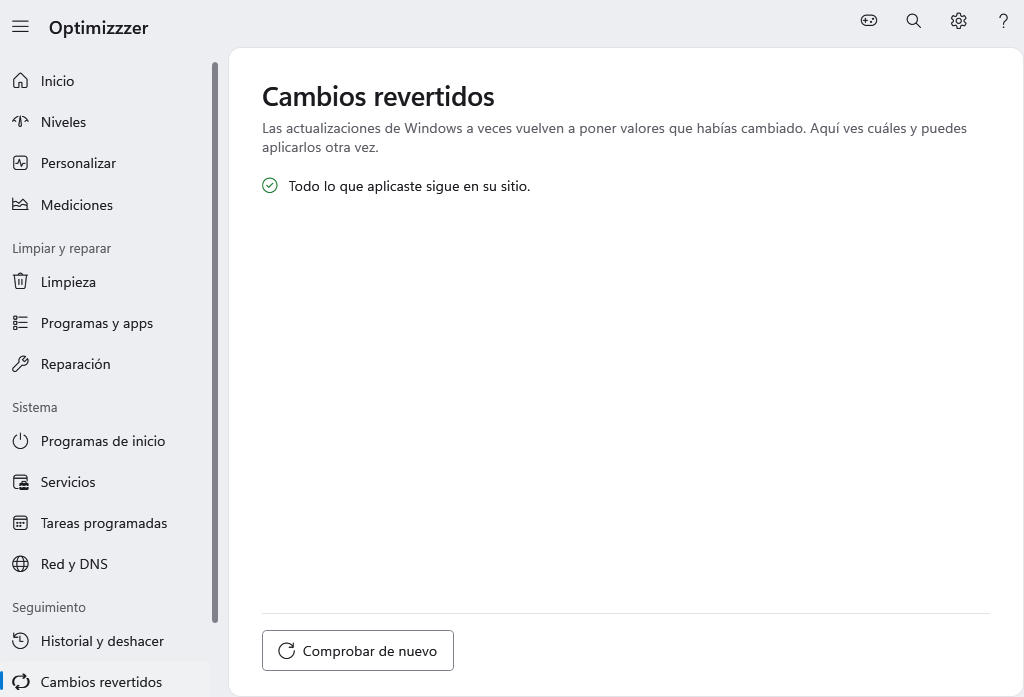 Optimizzzer
Inicio
Niveles
Personalizar
Mediciones
Limpiar y reparar
Limpieza
Programas y apps
Reparación
Sistema
Programas de inicio
Servicios
Tareas programadas
Red y DNS
Seguimiento
Historial y deshacer
Cambios revertidos
Cambios revertidos
Las actualizaciones de Windows a veces vuelven a poner valores que habías cambiado. Aquí ves cuáles y puedes
aplicarlos otra vez.
Todo lo que aplicaste sigue en su sitio.
Comprobar de nuevo